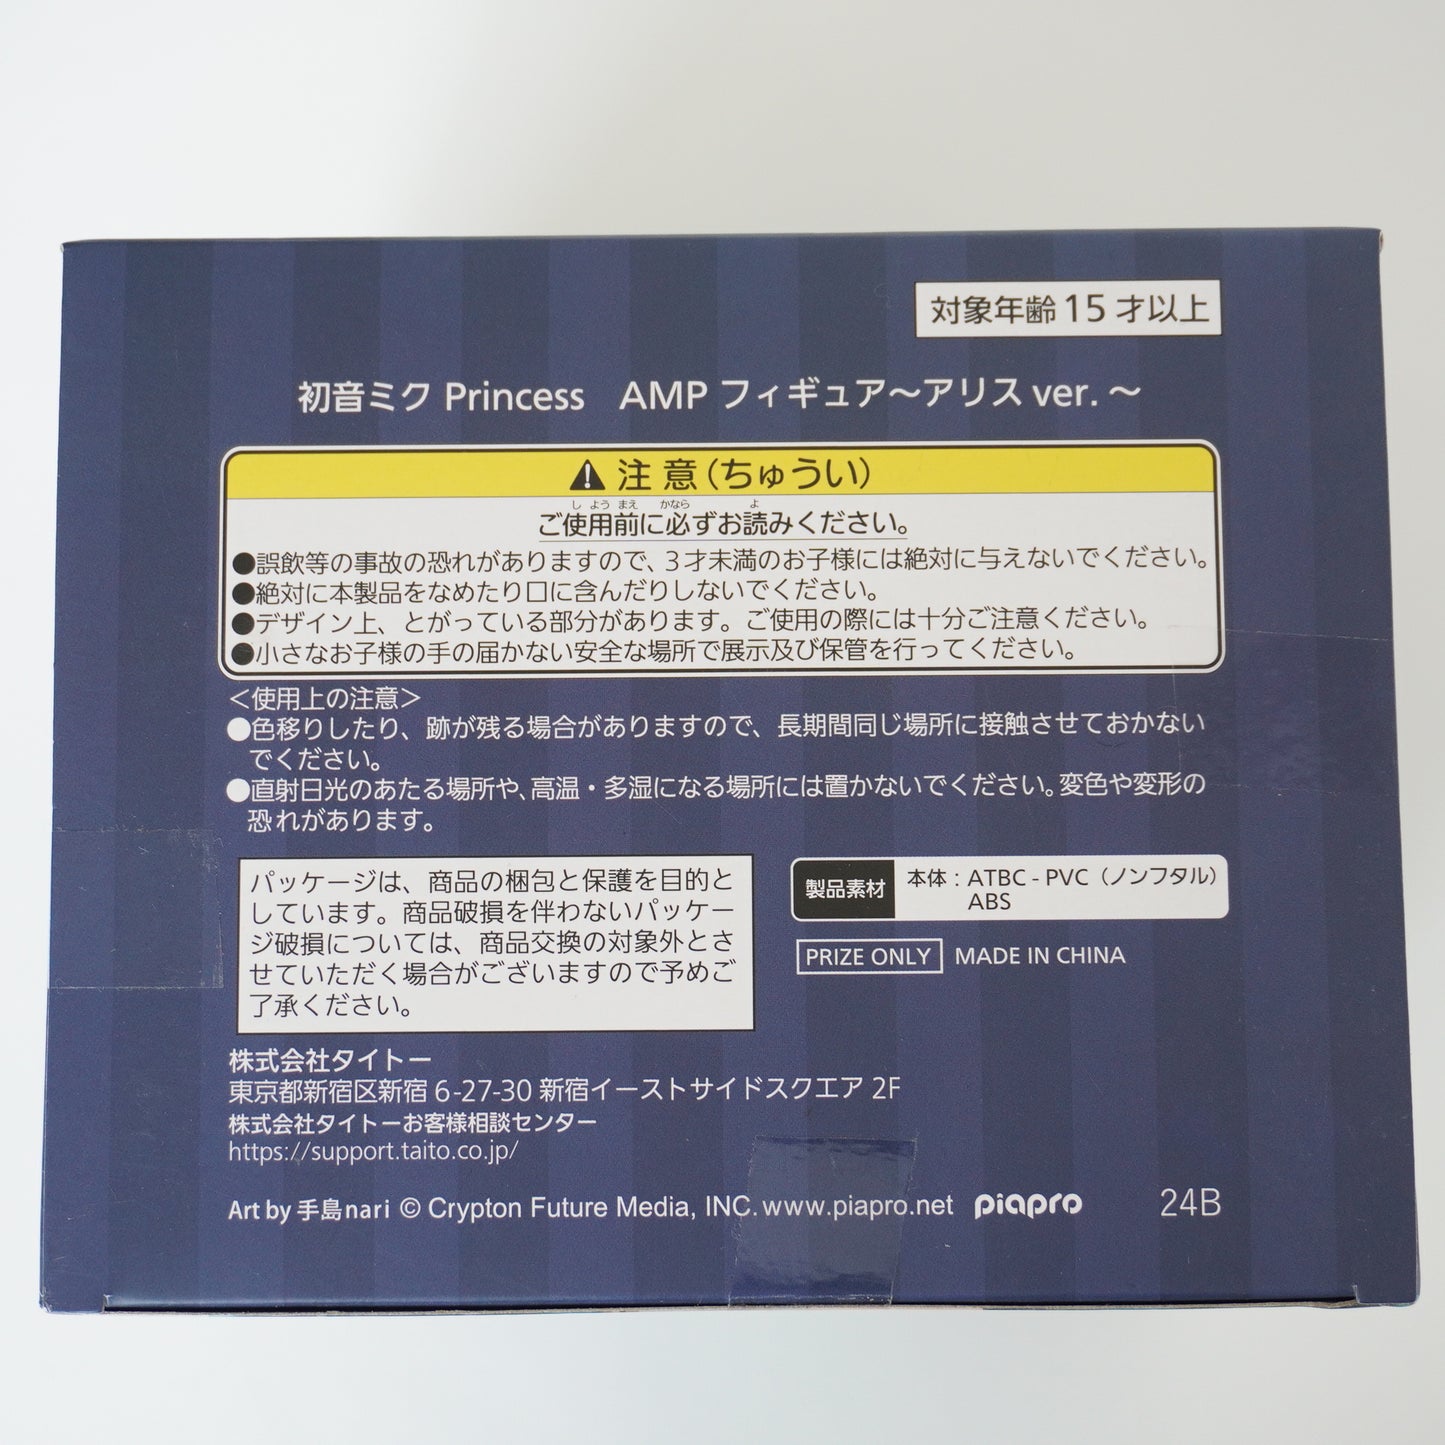 対象年齢15才以上
初音ミク Princess AMP フィギュア～アリス ver.～
注意（ちゅうい）
し よう まえ かなら よ
ご使用前に必ずお読みください。
●誤飲等の事故の恐れがありますので、3才未満のお子様には絶対に与えないでください。
●絶対に本製品をなめたり口に含んだりしないでください。
●デザイン上、とがっている部分があります。ご使用の際には十分ご注意ください。
●小さなお子様の手の届かない安全な場所で展示及び保管を行ってください。
＜使用上の注意＞
●色移りしたり、跡が残る場合がありますので、長期間同じ場所に接触させておかない
でください。
●直射日光のあたる場所や、高温・多湿になる場所には置かないでください。変色や変形の
恐れがあります。
パッケージは、商品の梱包と保護を目的と
しています。商品破損を伴わないパッケー
ジ破損については、商品交換の対象外とさ
せていただく場合がございますので予めご
了承ください。
製品素材 本体：ATBC-PVC（ノンフタル）
ABS
PRIZE ONLY MADE IN CHINA
株式会社タイトー
東京都新宿区新宿 6-27-30 新宿イーストサイドスクエア 2F
株式会社タイトーお客様相談センター
https://support.taito.co.jp/
Art by 手島nari © Crypton Future Media, INC. www.piapro.net piapro 24B